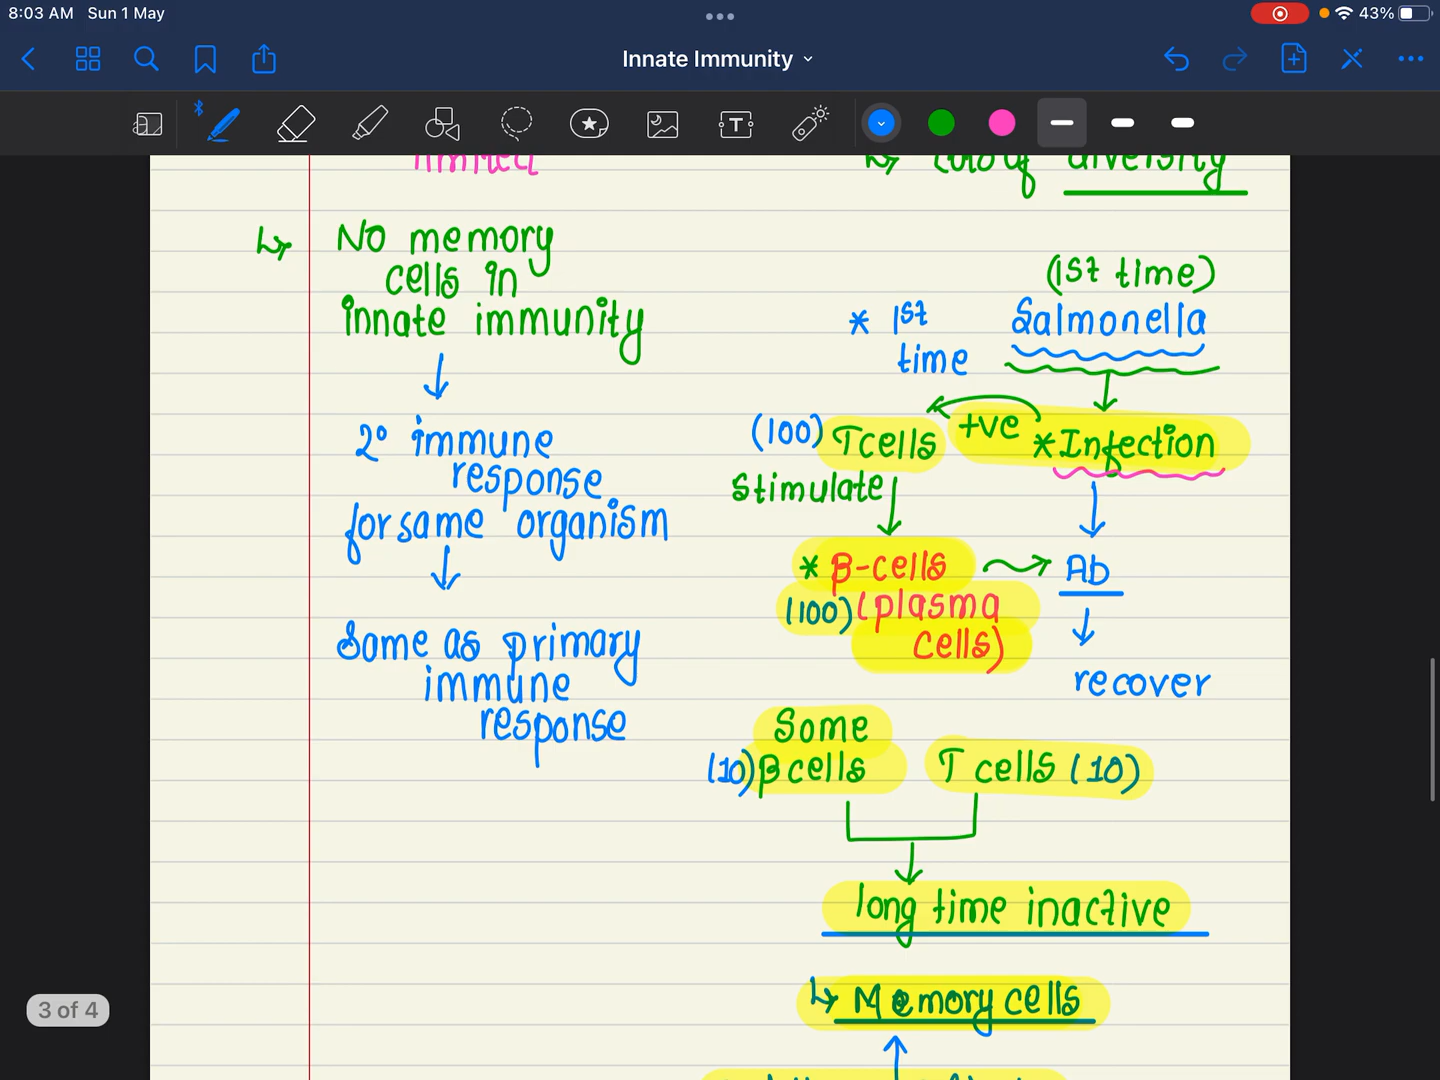 8:03 AM Sun 1 May
43%
Innate Immunity
T
limited
diversity
No memory
cells in
innate immunity
2° immune
response
for same organism
Same as primary
immune
response
(1st time)
* 1st Salmonella
time
(100) T cells +ve * Infection
Stimulate
* B-cells Ab
(100) (plasma
cells)
recover
Some
(10) B cells T cells (10)
long time inactive
Memory cells
3 of 4